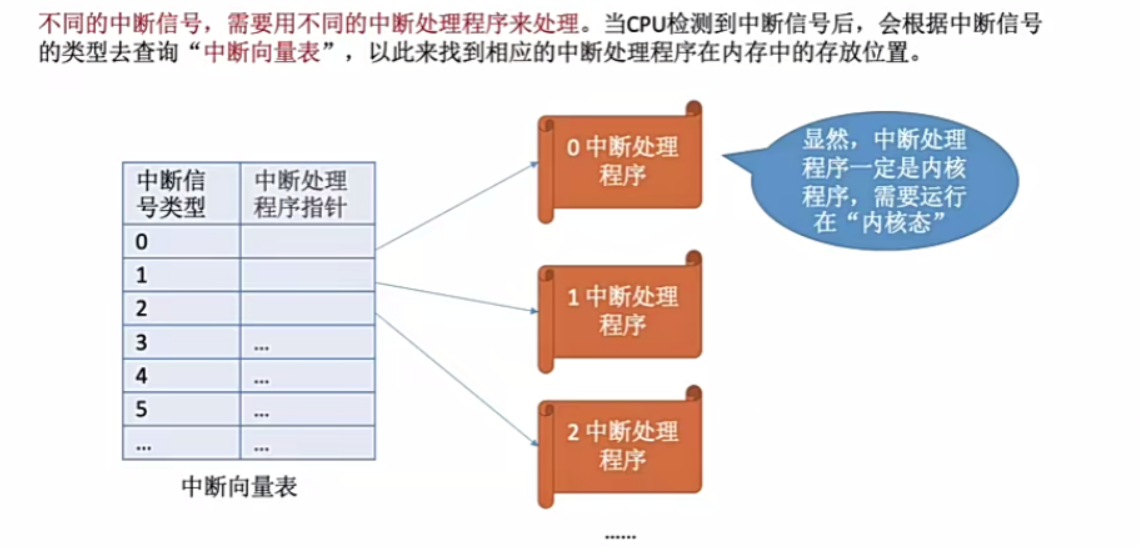 不同的中断信号，需要用不同的中断处理程序来处理。当CPU检测到中断信号后，会根据中断信号
的类型去查询“中断向量表”，以此来找到相应的中断处理程序在内存中的存放位置。
中断信
号类型
中断处理
程序指针
0
1
2
3
...
4
...
5
...
...
...
中断向量表
0 中断处理
程序
1 中断处理
程序
2 中断处理
程序
......
显然，中断处理
程序一定是内核
程序，需要运行
在“内核态”